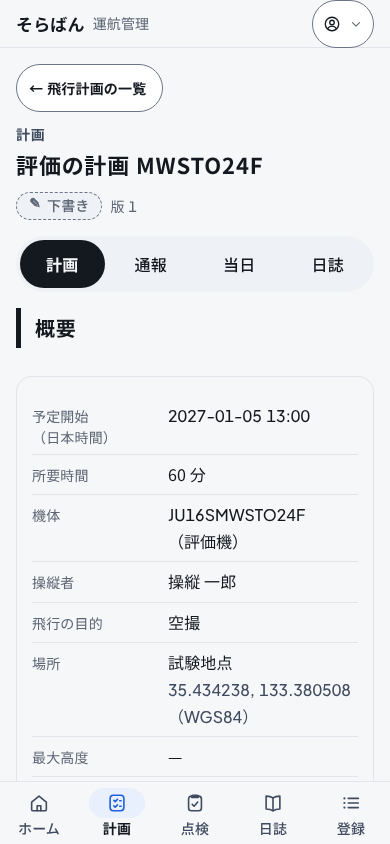 そらばん 運航管理
← 飛行計画の一覧
計画
評価の計画 MWSTO24F
✎ 下書き 版 1
計画 通報 当日 日誌
概要
予定開始 2027-01-05 13:00
（日本時間）
所要時間 60 分
機体 JU16SMWSTO24F
（評価機）
操縦者 操縦 一郎
飛行の目的 空撮
場所 試験地点
35.434238, 133.380508
（WGS84）
最大高度 —
ホーム 計画 点検 日誌 登録